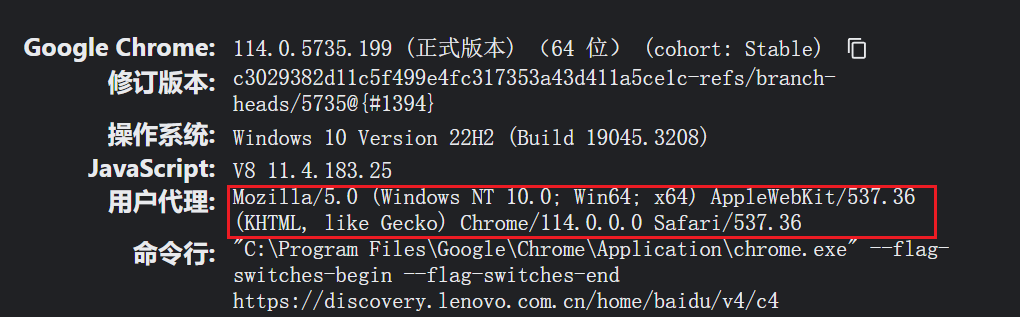 Google Chrome: 114.0.5735.199 (正式版本) （64 位） (cohort: Stable)
修订版本: c3029382d11c5f499e4fc317353a43d411a5ce1c-refs/branch-
heads/5735@{#1394}
操作系统: Windows 10 Version 22H2 (Build 19045.3208)
JavaScript: V8 11.4.183.25
用户代理: Mozilla/5.0 (Windows NT 10.0; Win64; x64) AppleWebKit/537.36
(KHTML, like Gecko) Chrome/114.0.0.0 Safari/537.36
命令行: "C:\Program Files\Google\Chrome\Application\chrome.exe" --flag-
switches-begin --flag-switches-end
https://discovery.lenovo.com.cn/home/baidu/v4/c4